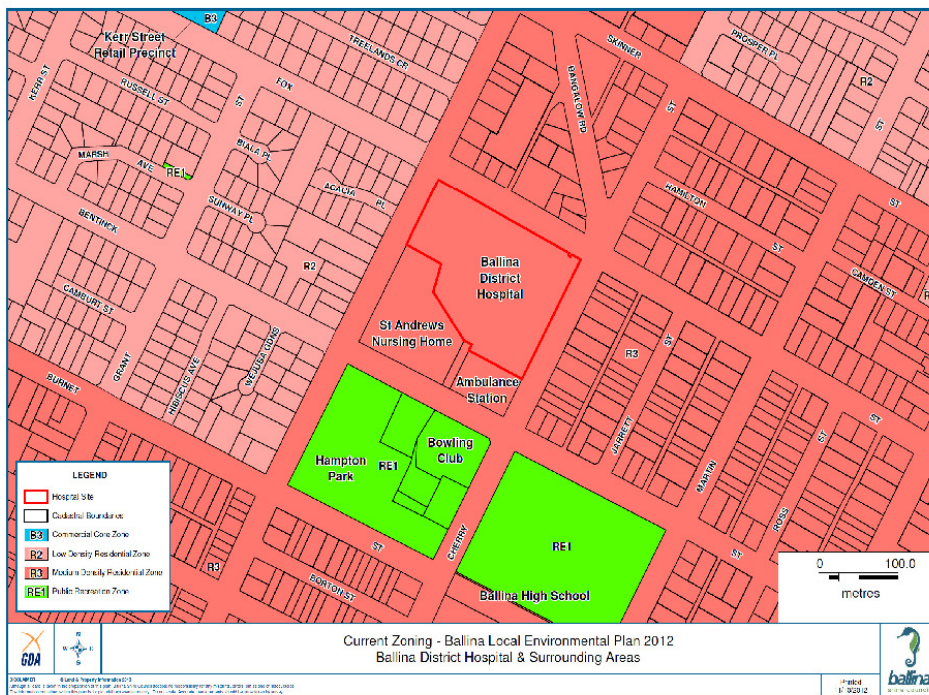 B3
Kerr Street
Retail Precinct
KERR ST
RUSSELL ST
TREELANDS CR
FOX
ST
SKINNER
ST
BANGALOW RD
PROSPER PL
R2
ST
MARSH
AVE
RE1
BIALA PL
ACACIA
PL
SUNWAY PL
BENTINCK
R2
HAMILTON
ST
ST
CAMDEN ST
Ballina
District
Hospital
St Andrews
Nursing Home
Ambulance
Station
R3
ST
JARRETT
GRANT
HIBISCUS AVE
BURNET
Hampton
Park
RE1
Bowling
Club
CHERRY
ST
RE1
Ballina High School
MARTIN
ST
ROSS
ST
ST
R3
BURTON ST
LEGEND
Hospital Site
Cadastral Boundaries
B3 Commercial Core Zone
R2 Low Density Residential Zone
R3 Medium Density Residential Zone
RE1 Public Recreation Zone
0 100.0
metres
GDA
N
W E
S
Current Zoning - Ballina Local Environmental Plan 2012
Ballina District Hospital & Surrounding Areas
Printed
ballina
shire council